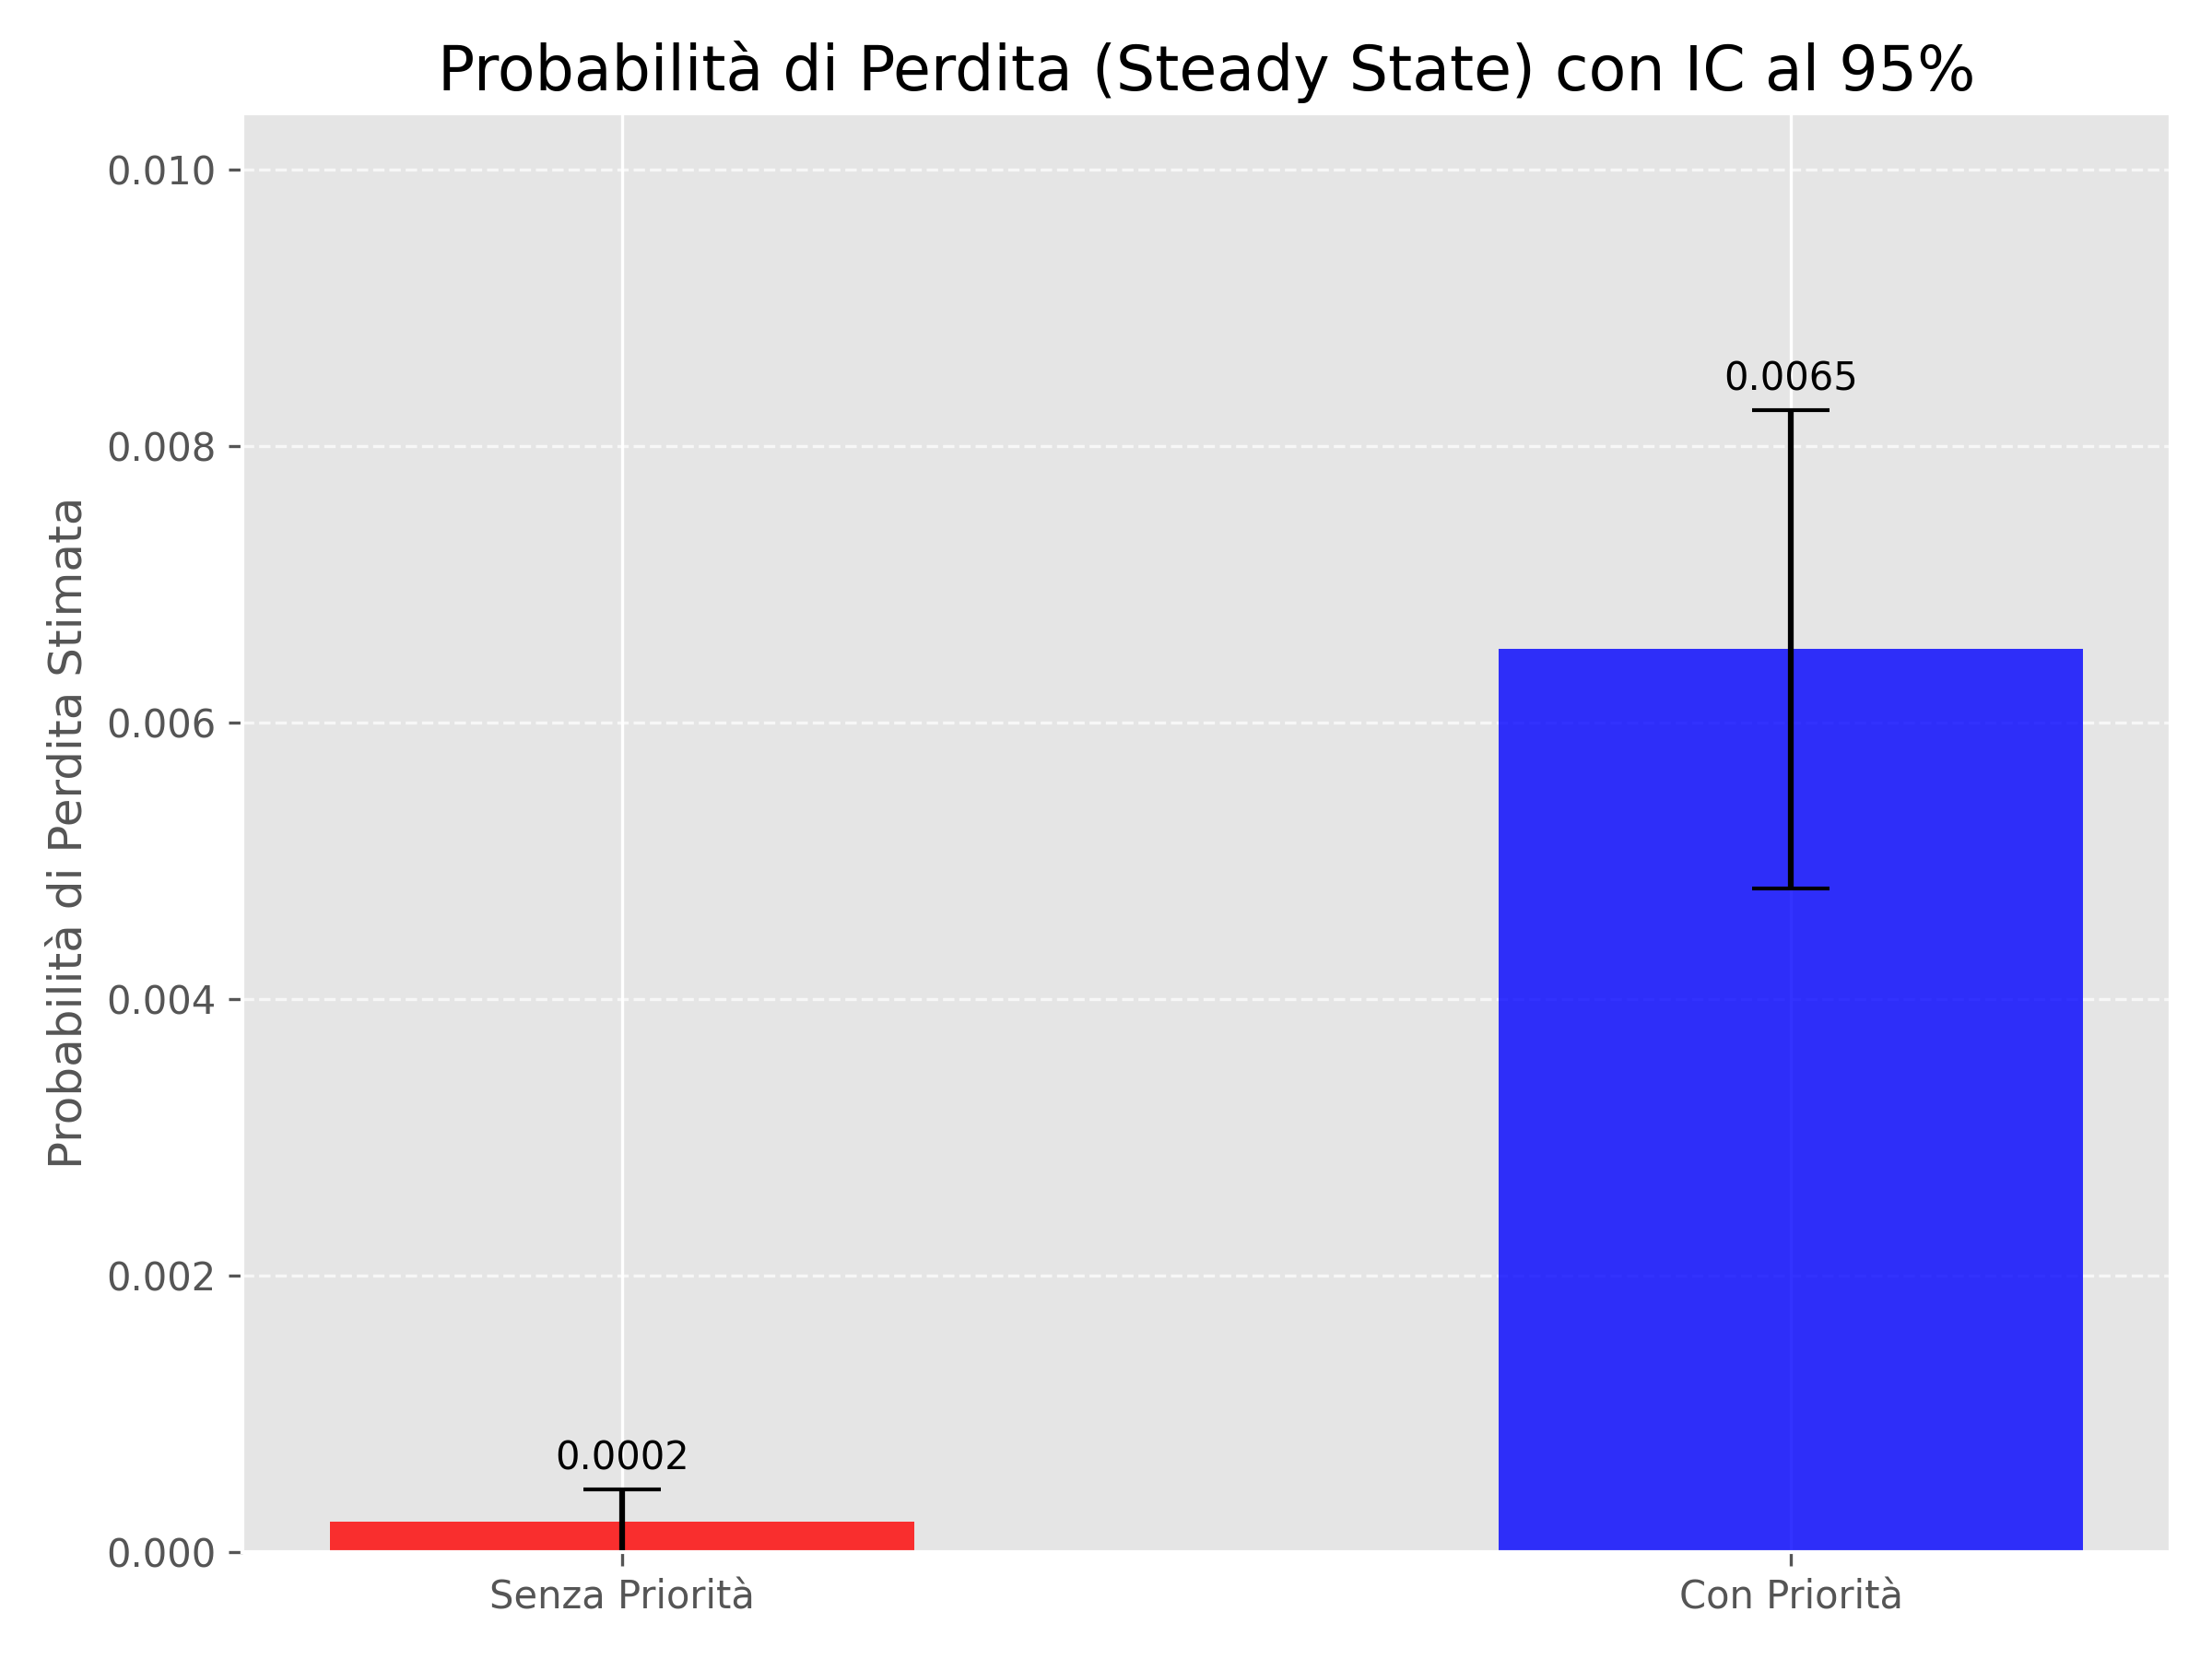 Probabilità di Perdita (Steady State) con IC al 95%
Probabilità di Perdita Stimata
0.010
0.008
0.006
0.004
0.002
0.000
0.0002
0.0065
Senza Priorità
Con Priorità